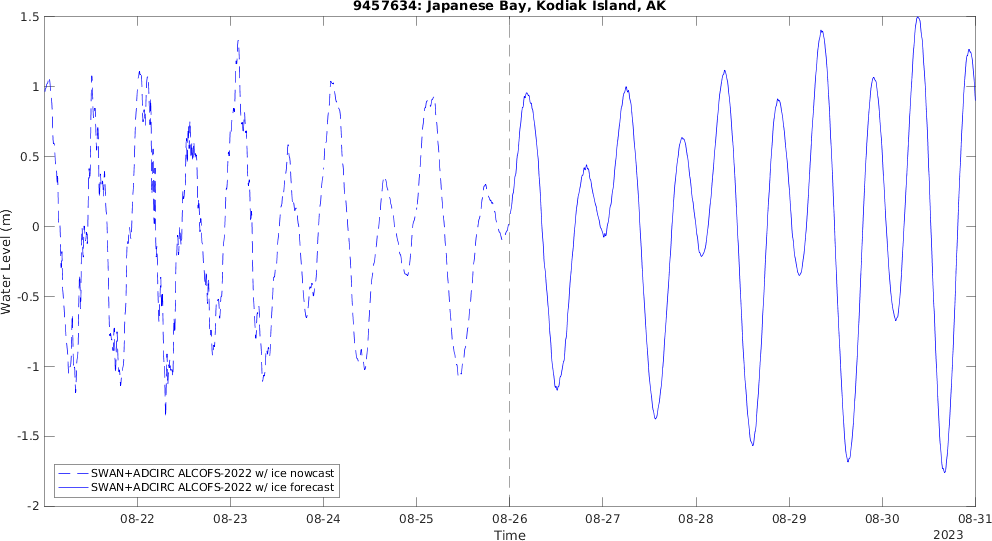 9457634: Japanese Bay, Kodiak Island, AK
1.5
1
0.5
0
-0.5
-1
-1.5
-2
Water Level (m)
SWAN+ADCIRC ALCOFS-2022 w/ ice nowcast
SWAN+ADCIRC ALCOFS-2022 w/ ice forecast
08-22 08-23 08-24 08-25 08-26 08-27 08-28 08-29 08-30 08-31
Time
2023